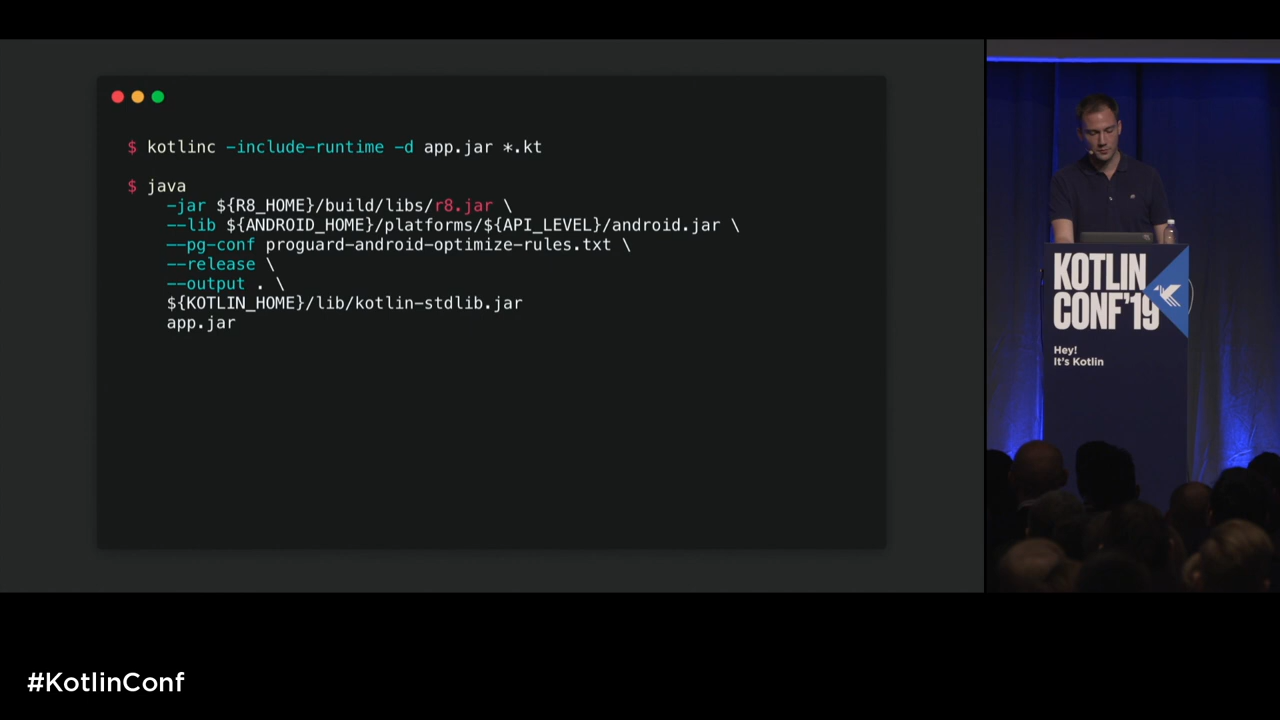 $ kotlinc -include-runtime -d app.jar *.kt
$ java
-jar ${R8_HOME}/build/libs/r8.jar \
--lib ${ANDROID_HOME}/platforms/${API_LEVEL}/android.jar \
--pg-conf proguard-android-optimize-rules.txt \
--release \
--output . \
${KOTLIN_HOME}/lib/kotlin-stdlib.jar
app.jar
KOTLIN
CONF'19
Hey!
It's Kotlin
#KotlinConf